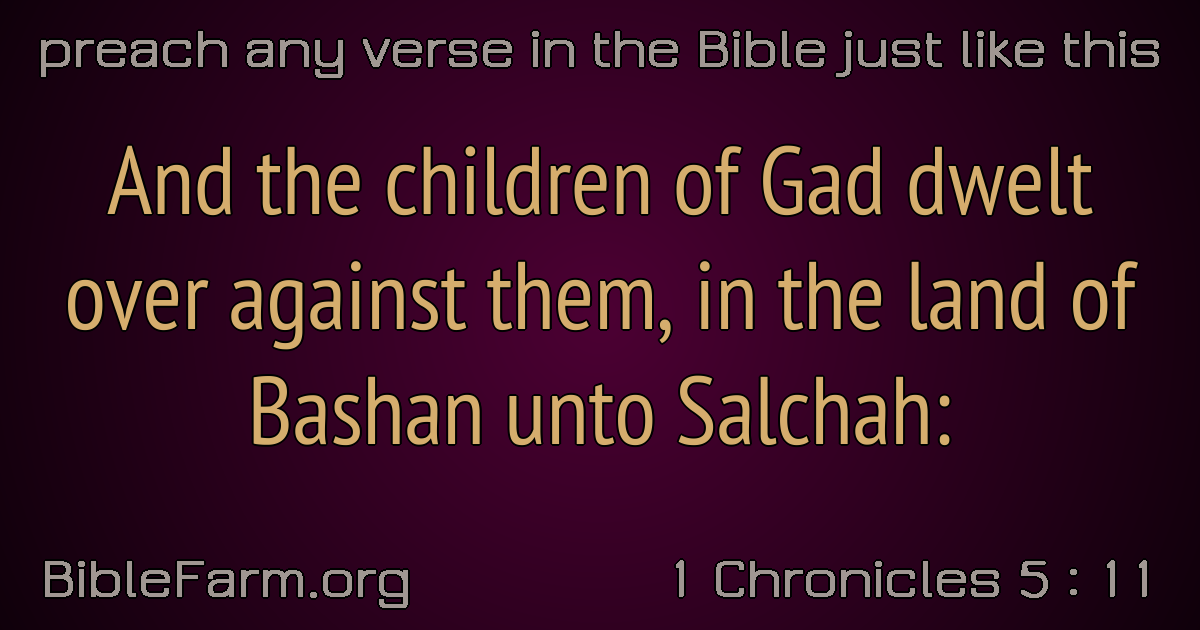 preach any verse in the Bible just like this
And the children of Gad dwelt
over against them, in the land of
Bashan unto Salchah:
BibleFarm.org
1 Chronicles 5 : 11